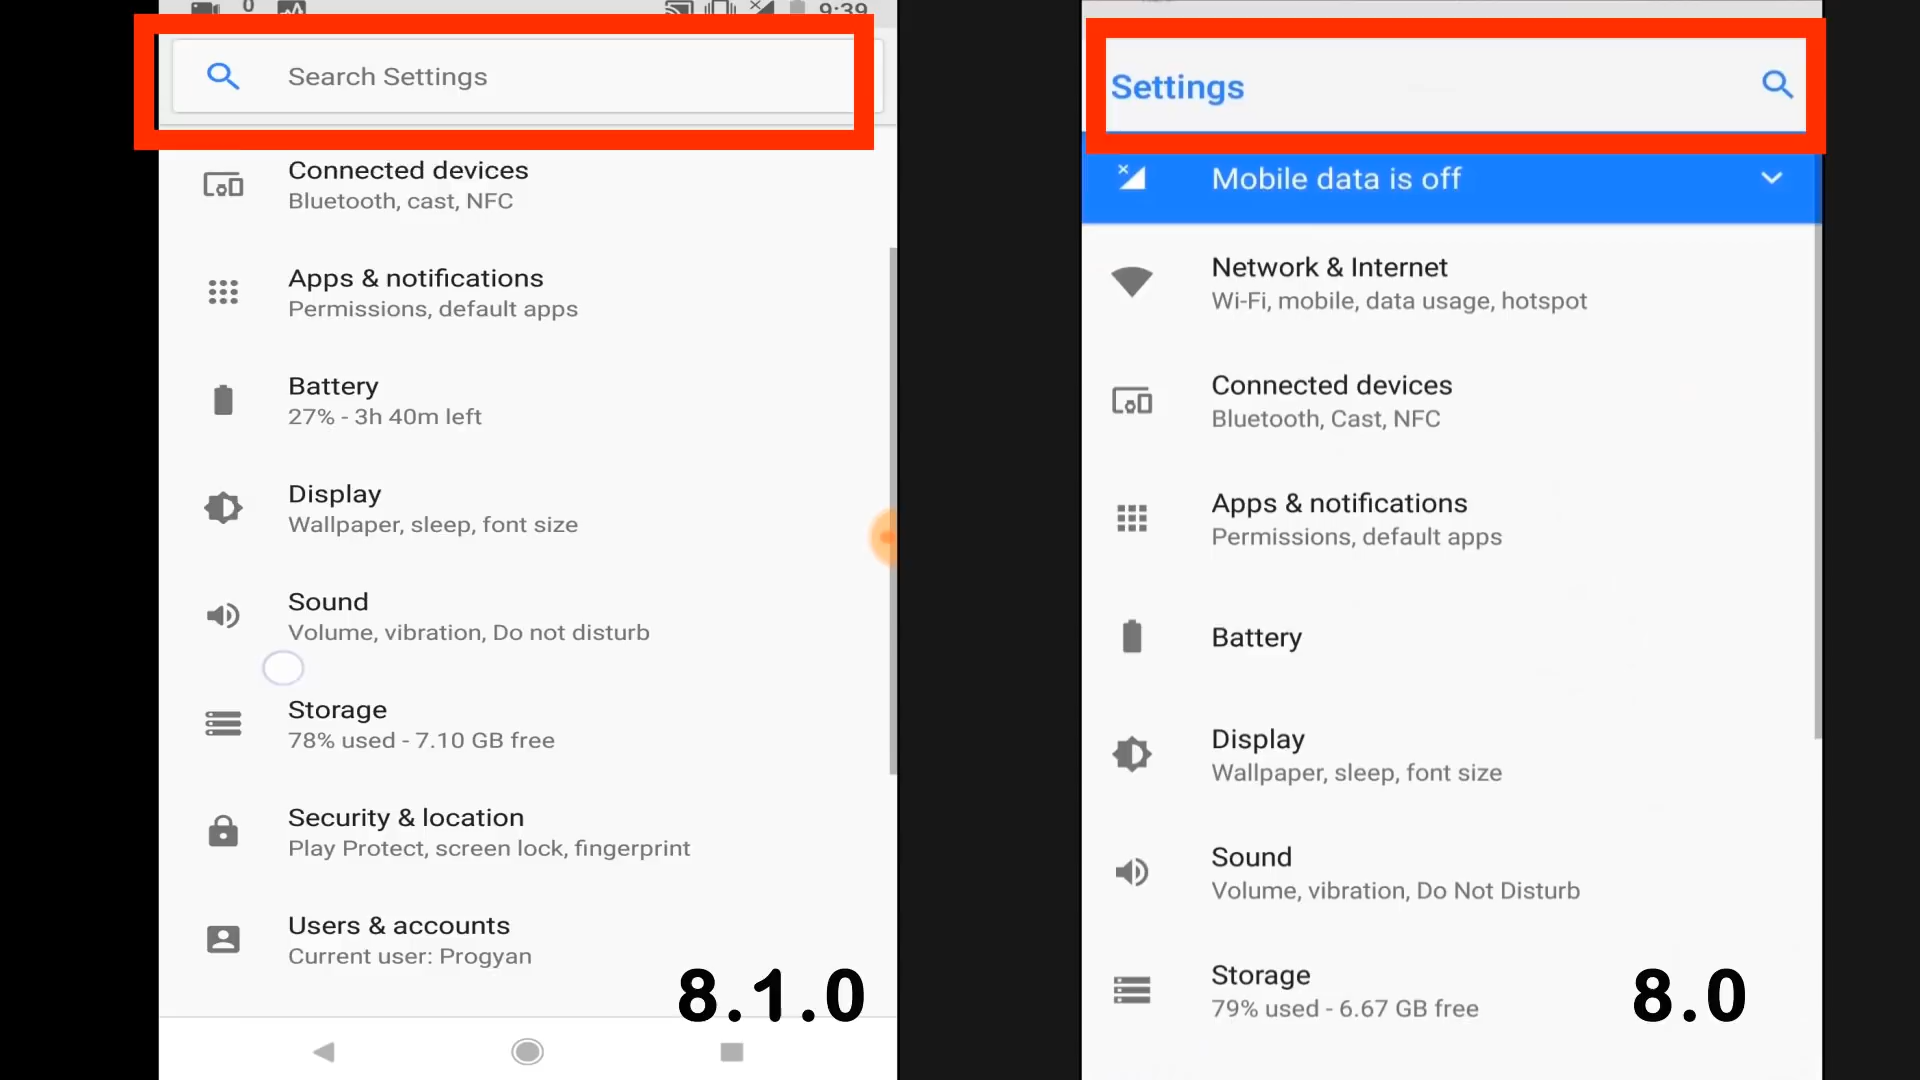 0
9:39
Search Settings
Connected devices
Bluetooth, cast, NFC
Apps & notifications
Permissions, default apps
Battery
27% - 3h 40m left
Display
Wallpaper, sleep, font size
Sound
Volume, vibration, Do not disturb
Storage
78% used - 7.10 GB free
Security & location
Play Protect, screen lock, fingerprint
Users & accounts
Current user: Progyan
8.1.0
Settings
Mobile data is off
Network & Internet
Wi-Fi, mobile, data usage, hotspot
Connected devices
Bluetooth, Cast, NFC
Apps & notifications
Permissions, default apps
Battery
Display
Wallpaper, sleep, font size
Sound
Volume, vibration, Do Not Disturb
Storage
79% used - 6.67 GB free
8.0